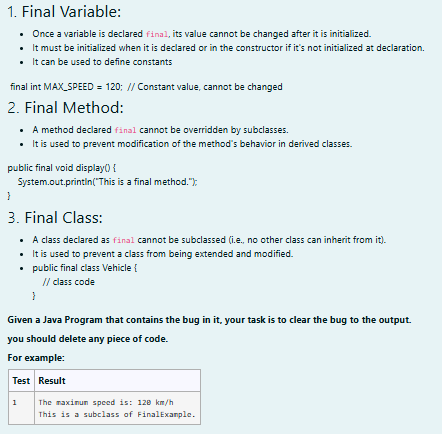 1. Final Variable:
• Once a variable is declared final, its value cannot be changed after it is initialized.
• It must be initialized when it is declared or in the constructor if it's not initialized at declaration.
• It can be used to define constants
final int MAX_SPEED = 120; // Constant value, cannot be changed
2. Final Method:
• A method declared final cannot be overridden by subclasses.
• It is used to prevent modification of the method's behavior in derived classes.
public final void display() {
System.out.println("This is a final method.");
}
3. Final Class:
• A class declared as final cannot be subclassed (i.e., no other class can inherit from it).
• It is used to prevent a class from being extended and modified.
• public final class Vehicle {
// class code
}
Given a Java Program that contains the bug in it, your task is to clear the bug to the output.
you should delete any piece of code.
For example:
Test Result
1 The maximum speed is: 120 km/h
This is a subclass of FinalExample.